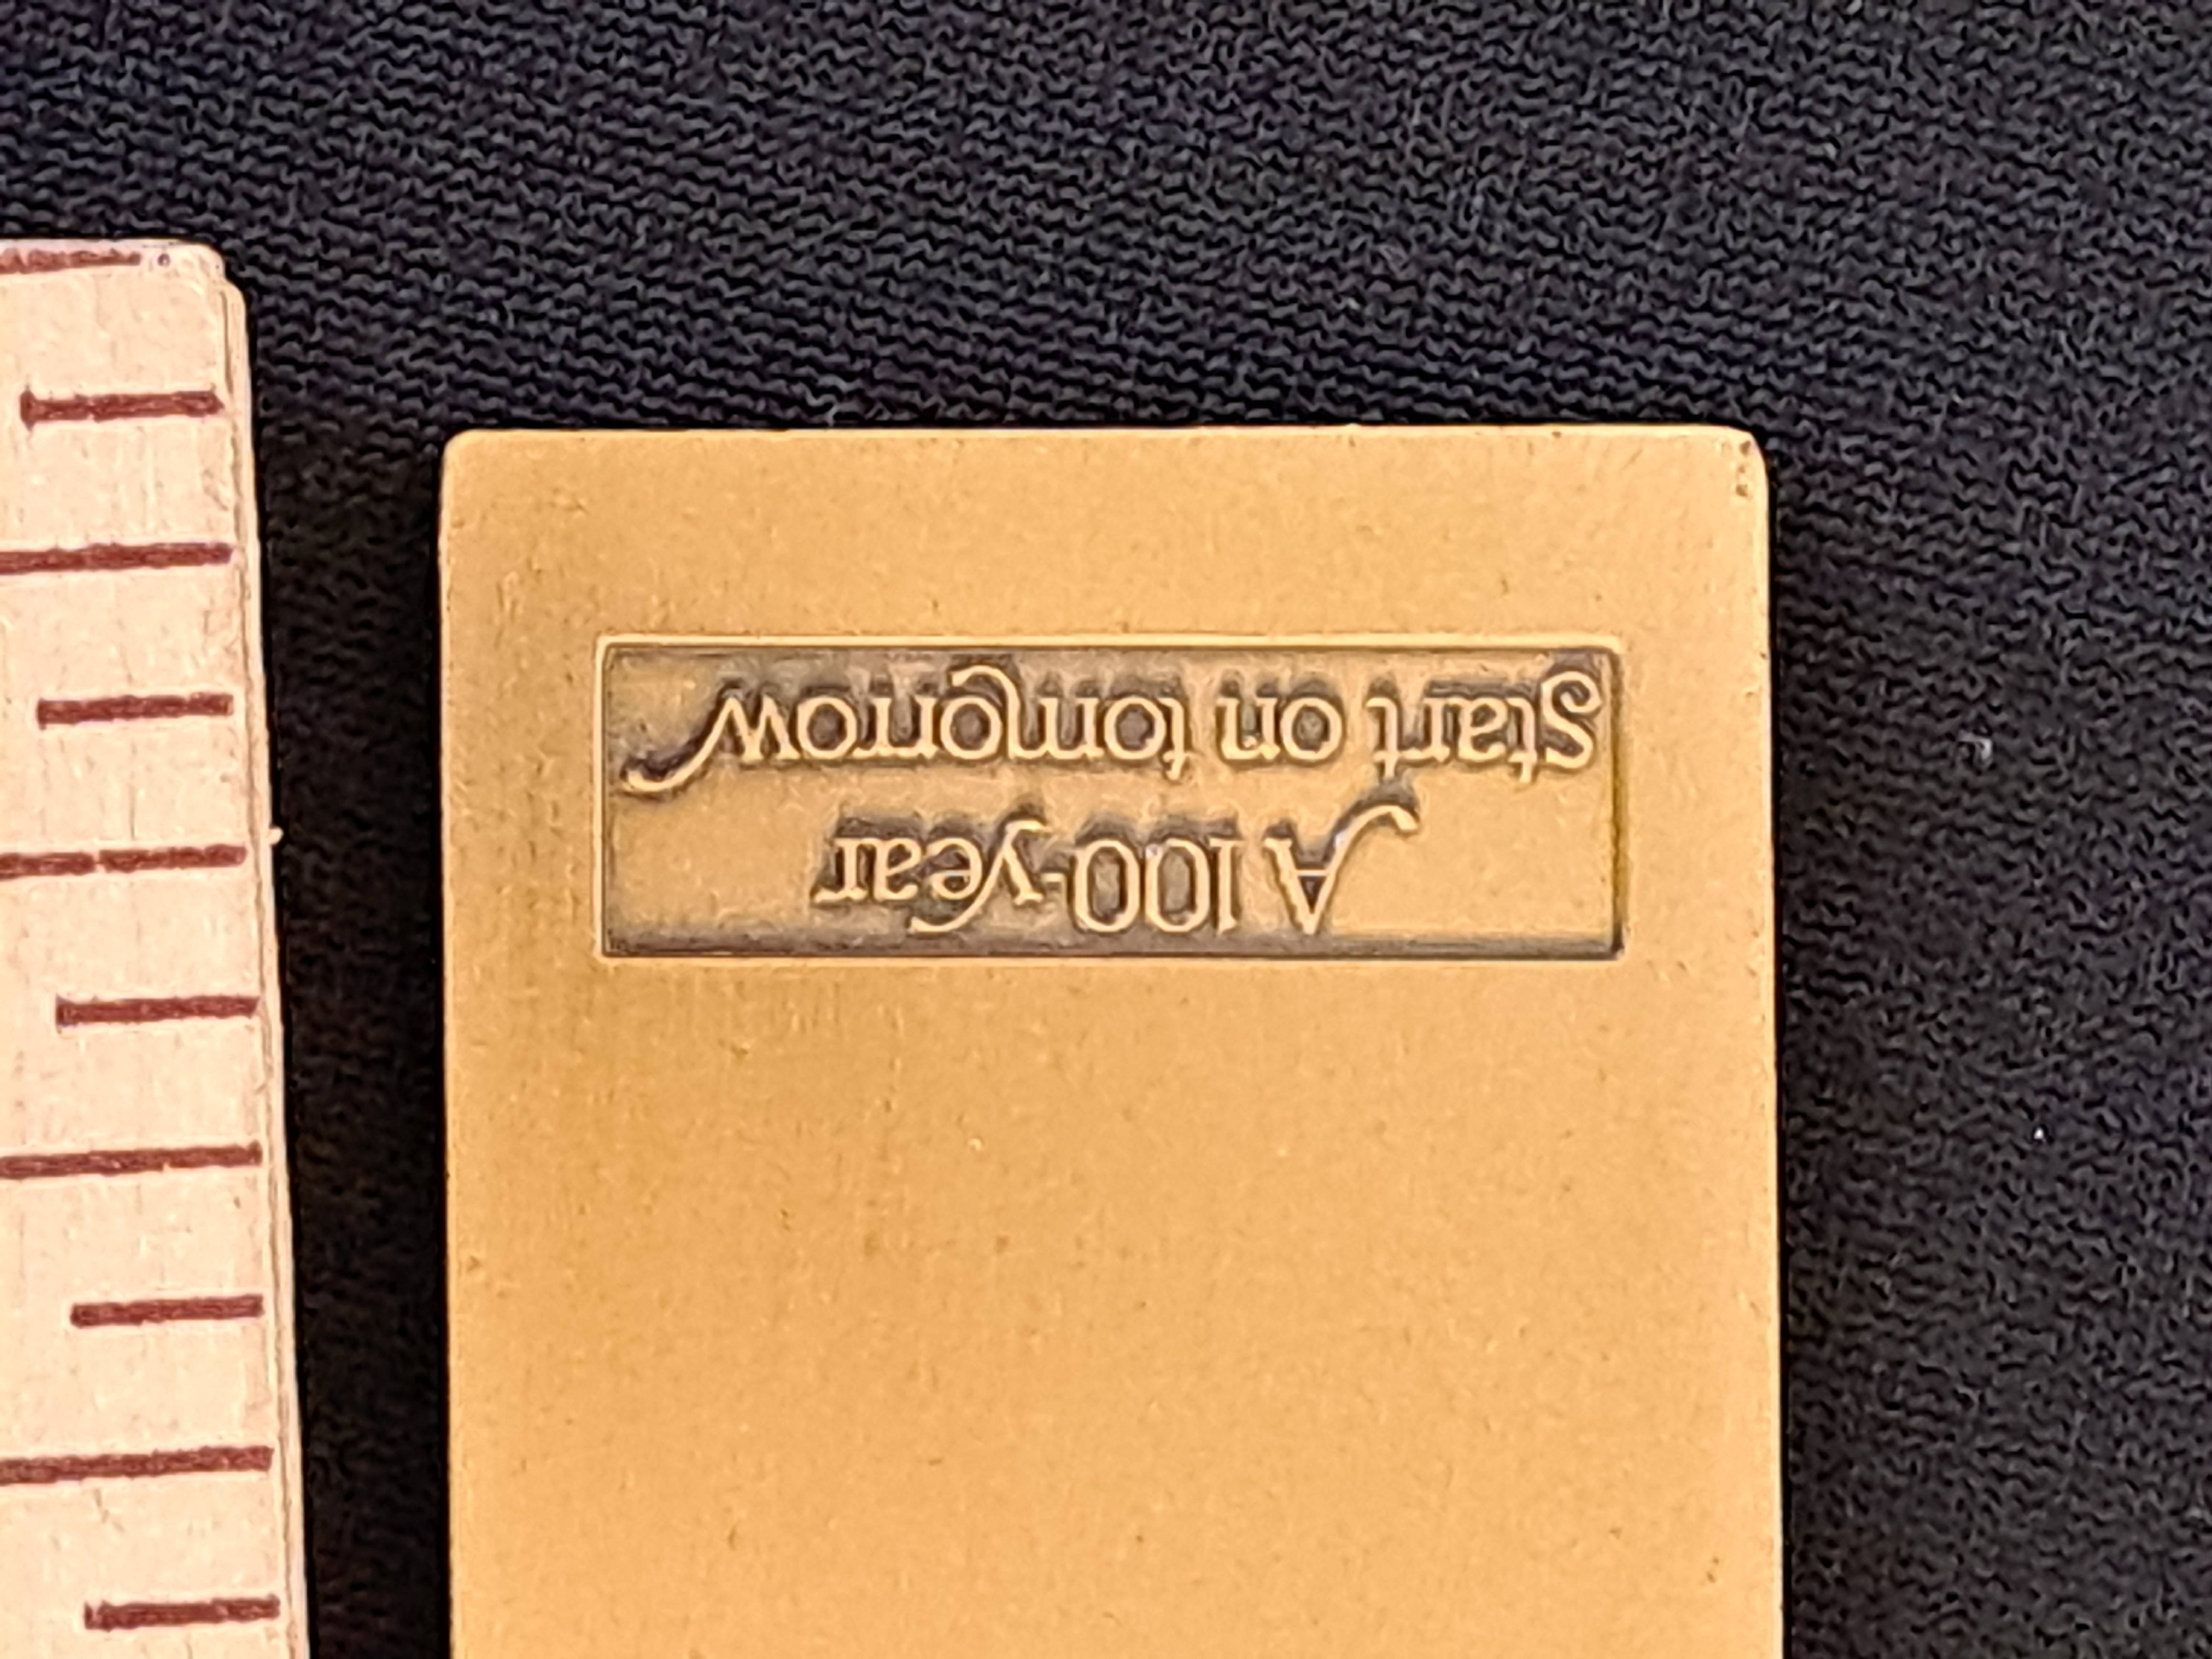 A 100-year
Start on tomorrow